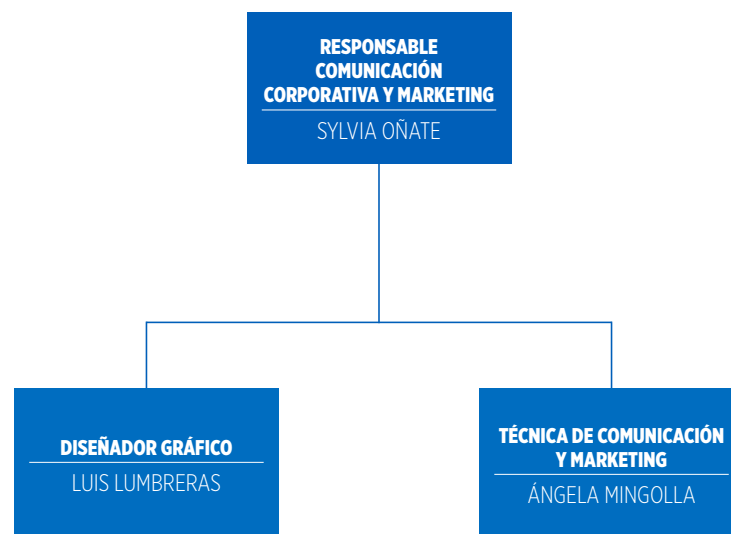 RESPONSABLE
COMUNICACIÓN
CORPORATIVA Y MARKETING
SYLVIA OÑATE
DISEÑADOR GRÁFICO
LUIS LUMBRERAS
TÉCNICA DE COMUNICACIÓN
Y MARKETING
ÁNGELA MINGOLLA